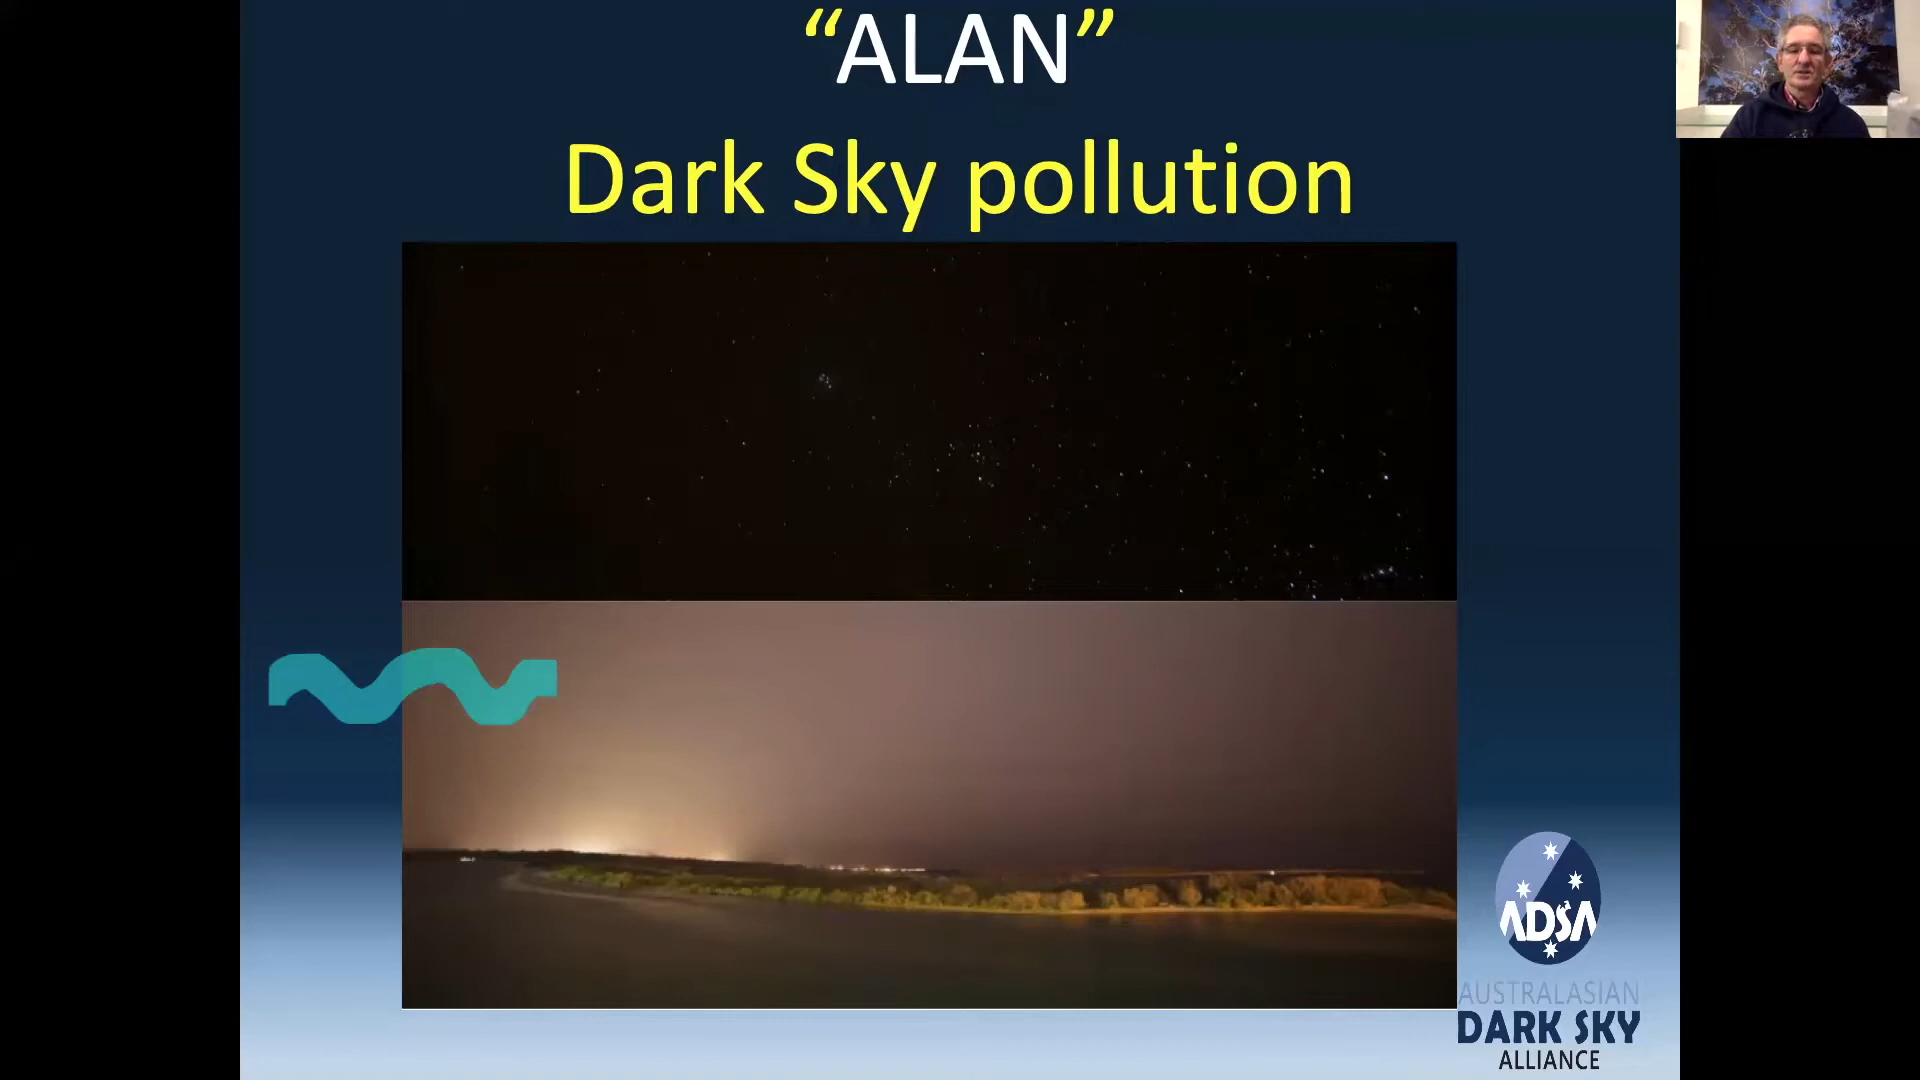 “ALAN”
Dark Sky pollution
ADSA
AUSTRALASIAN
DARK SKY
ALLIANCE